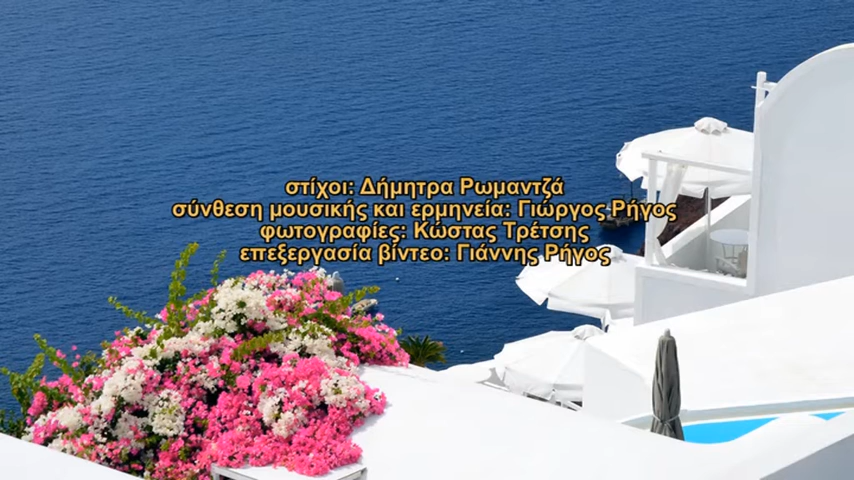 στίχοι: Δήμητρα Ρωμαντζά
σύνθεση μουσικής και ερμηνεία: Γιώργος Ρήγος
φωτογραφίες: Κώστας Τρέτσης
επεξεργασία βίντεο: Γιάννης Ρήγος